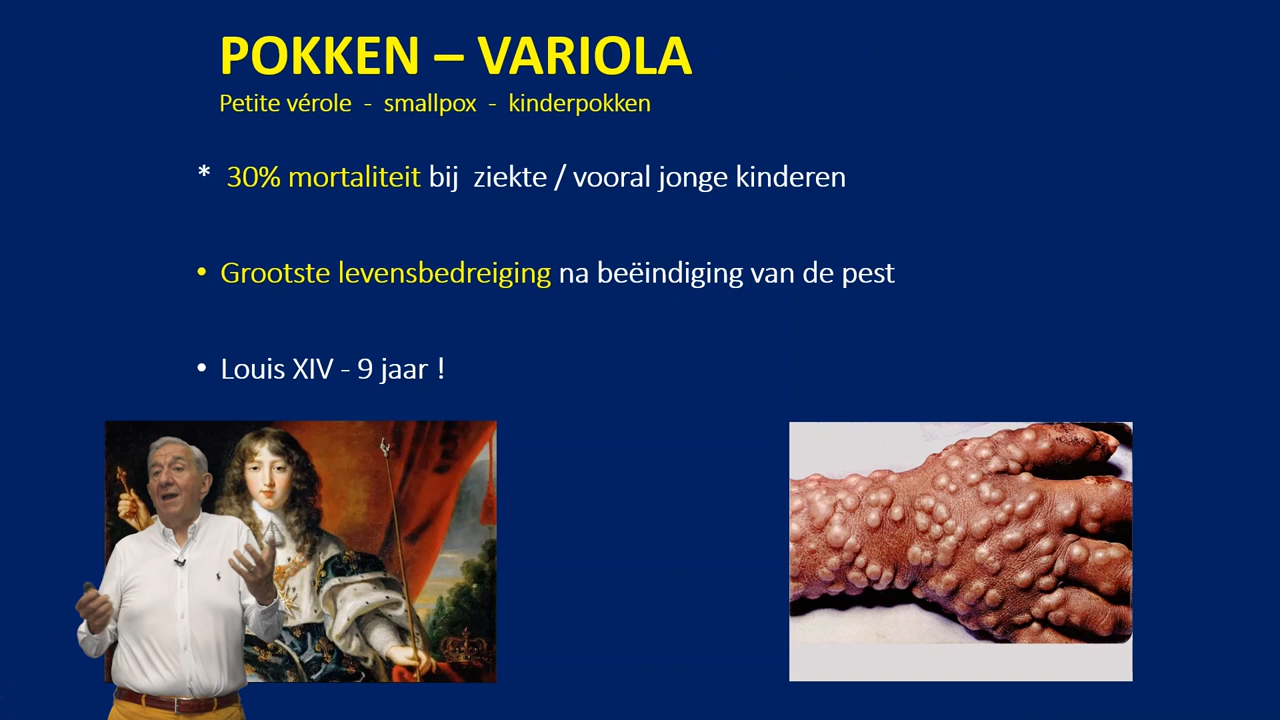 POKKEN – VARIOLA
Petite vérole - smallpox - kinderpokken
* 30% mortaliteit bij ziekte / vooral jonge kinderen
• Grootste levensbedreiging na beëindiging van de pest
• Louis XIV - 9 jaar !